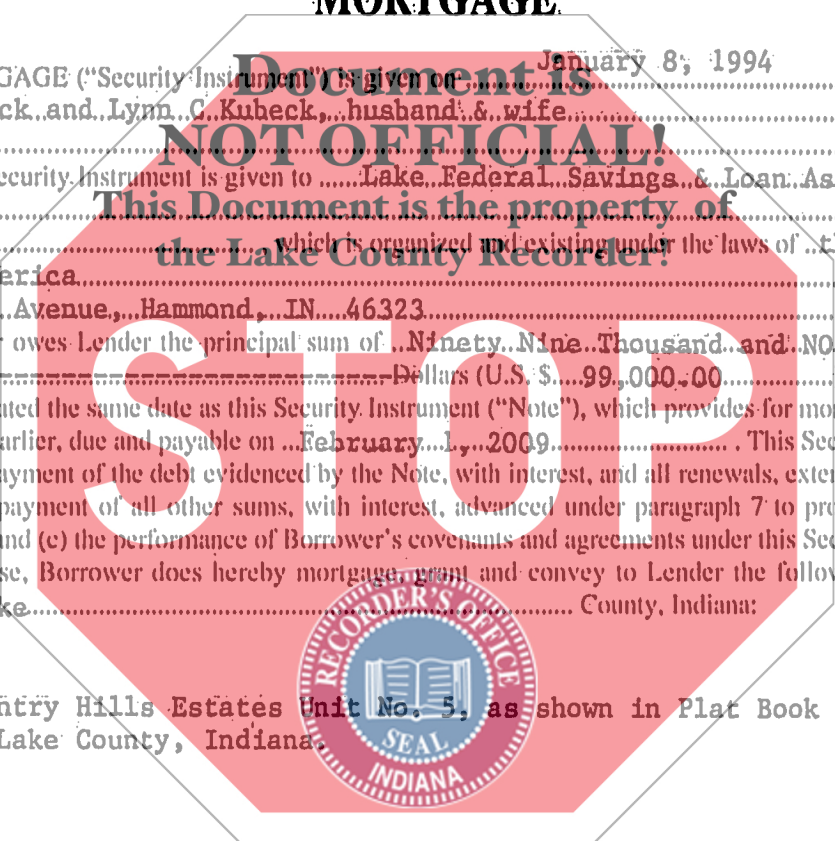 MORTGAGE
GAGE ("Security Instrument") is given on January 8, 1994
Document is
ck and Lynn C Kubeck, husband & wife
NOT OFFICIAL!
ecurity Instrument is given to Lake Federal Savings & Loan As
This Document is the property of
which is organized and existing under the laws of t
the Lake County Recorder!
erica
Avenue, Hammond, IN 46323
r owes Lender the principal sum of Ninety Nine Thousand and NO
Dollars (U.S. $ 99,000.00
ated the same date as this Security Instrument ("Note"), which provides for mo
arlier, due and payable on February 1, 2009 . This Sec
ayment of the debt evidenced by the Note, with interest, and all renewals, exte
payment of all other sums, with interest, advanced under paragraph 7 to pro
nd (c) the performance of Borrower's covenants and agreements under this Sec
se, Borrower does hereby mortgage, grant and convey to Lender the follov
ke County, Indiana:
STOP
RECORDER'S OFFICE
SEAL
INDIANA
ntry Hills Estates Unit No. 5, as shown in Plat Book
Lake County, Indiana.